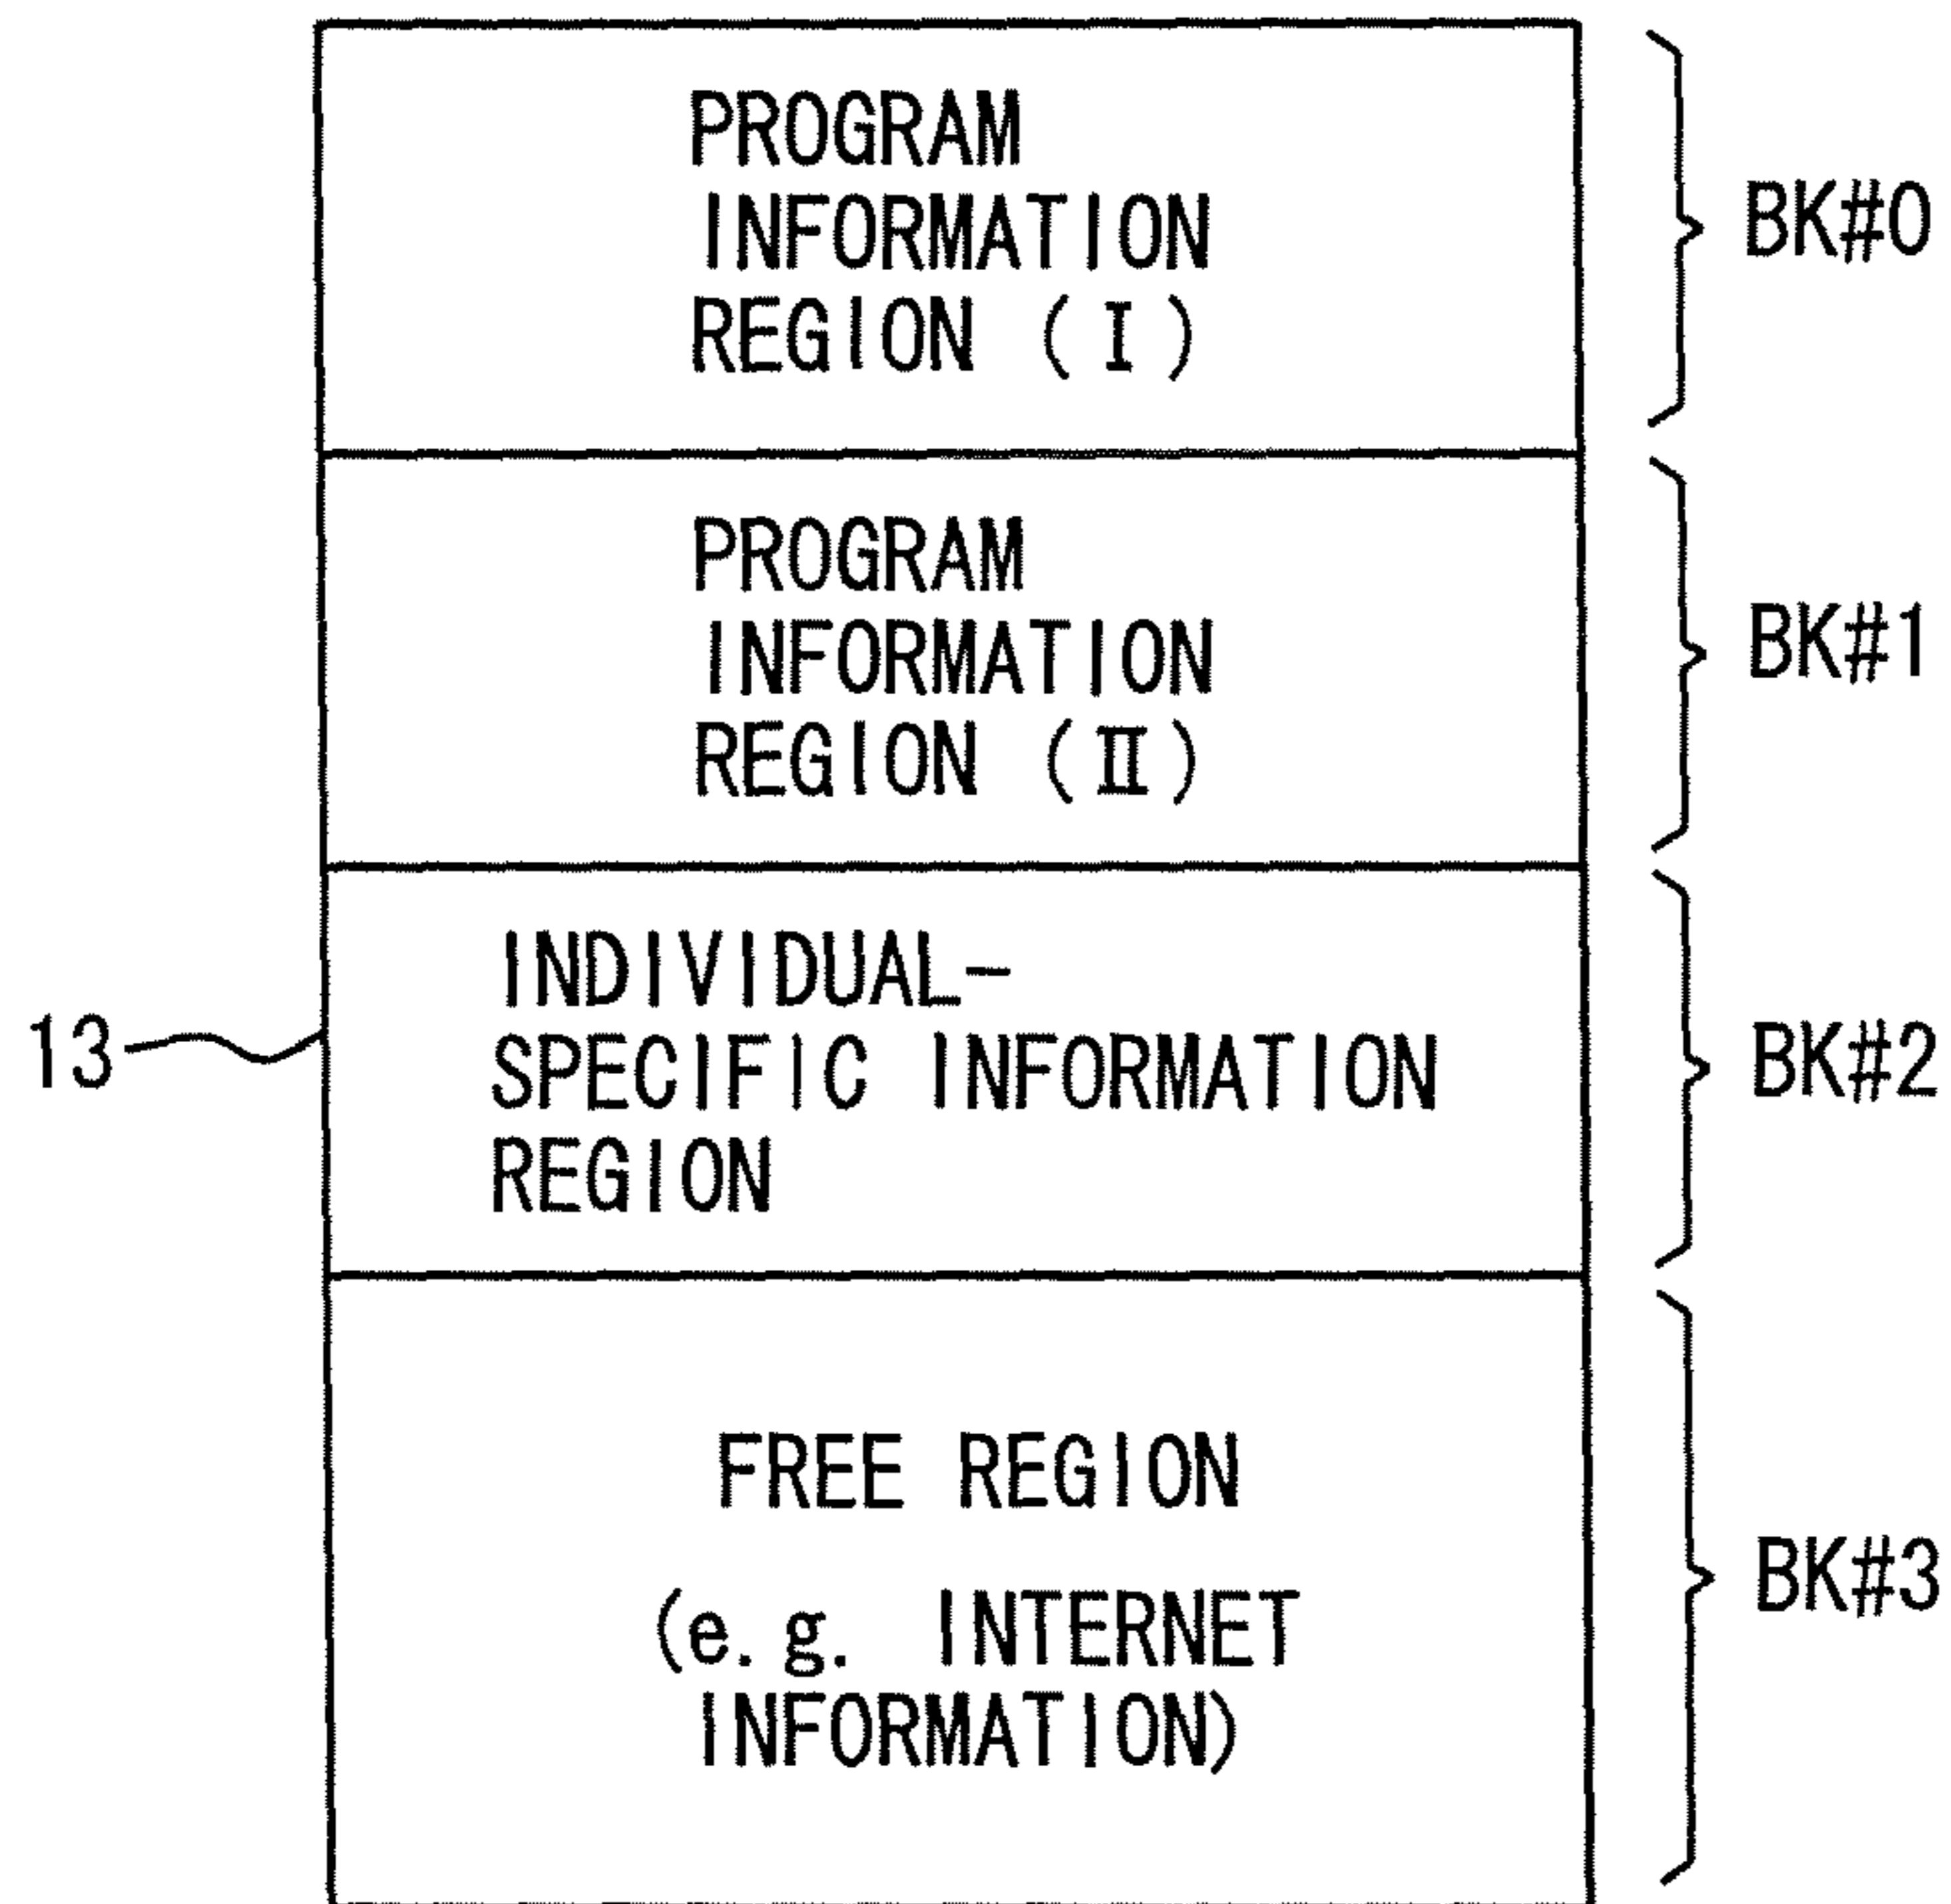 PROGRAM
INFORMATION
REGION (I)
BK#0
PROGRAM
INFORMATION
REGION (II)
BK#1
INDIVIDUAL-
SPECIFIC INFORMATION
REGION
13
BK#2
FREE REGION
(e.g. INTERNET
INFORMATION)
BK#3